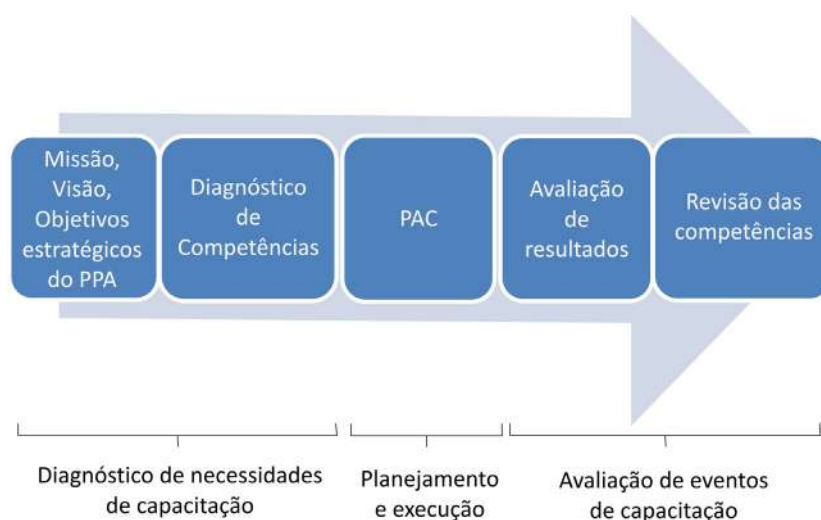 Missão,
Visão,
Objetivos
estratégicos
do PPA
Diagnóstico
de
Competências
PAC
Avaliação
de
resultados
Revisão das
competências
Diagnóstico de necessidades
de capacitação
Planejamento
e execução
Avaliação de eventos
de capacitação